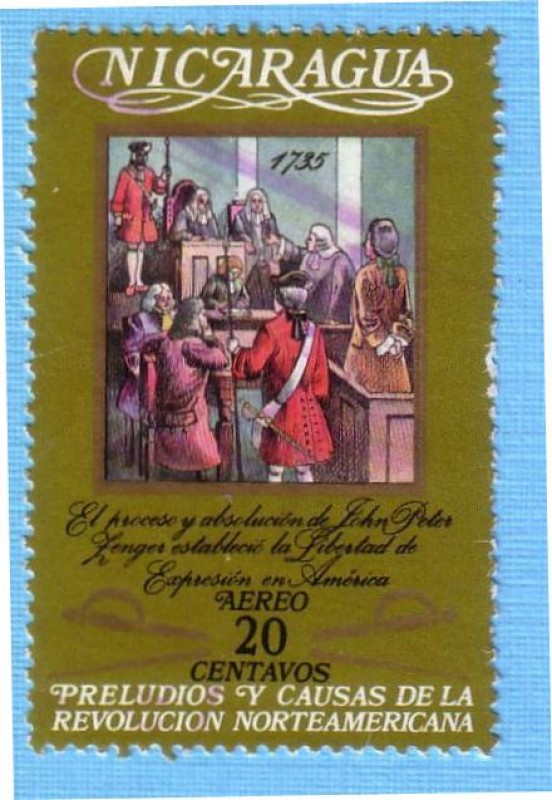 NICARAGUA
1735
El proceso y absolución de John Peter
Zenger estableció la Libertad de
Expresión en América
AEREO
20
CENTAVOS
PRELUDIOS Y CAUSAS DE LA
REVOLUCION NORTEAMERICANA